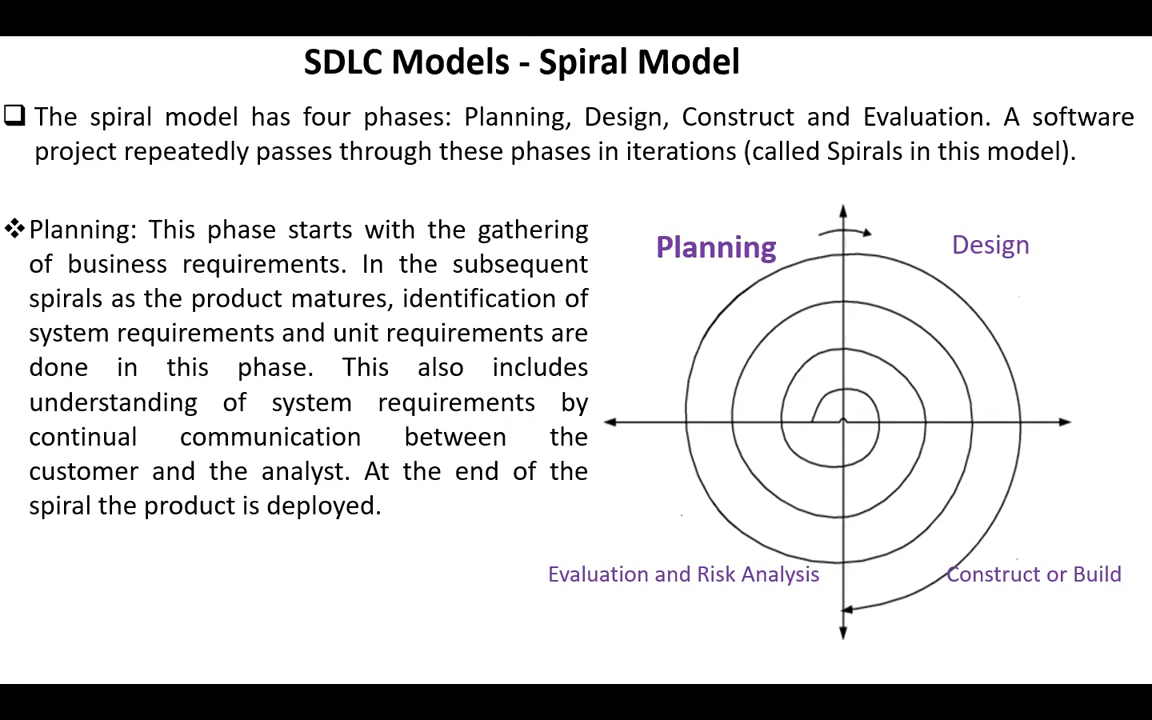 SDLC Models - Spiral Model
The spiral model has four phases: Planning, Design, Construct and Evaluation. A software
project repeatedly passes through these phases in iterations (called Spirals in this model).
Planning: This phase starts with the gathering
of business requirements. In the subsequent
spirals as the product matures, identification of
system requirements and unit requirements are
done in this phase. This also includes
understanding of system requirements by
continual communication between the
customer and the analyst. At the end of the
spiral the product is deployed.
Planning
Design
Evaluation and Risk Analysis
Construct or Build